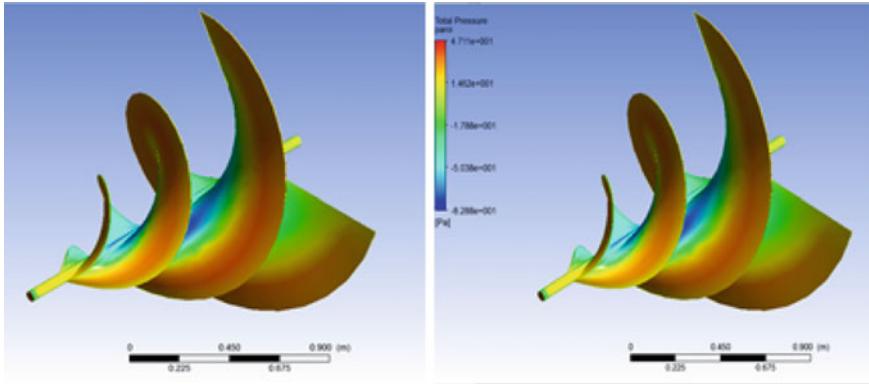 0 0.450 0.900 (m)
0.225 0.675
Total Pressure
pans
4.711e+001
1.462e+001
-1.788e+001
-5.038e+001
-8.288e+001
[Pa]
0 0.450 0.900 (m)
0.225 0.675